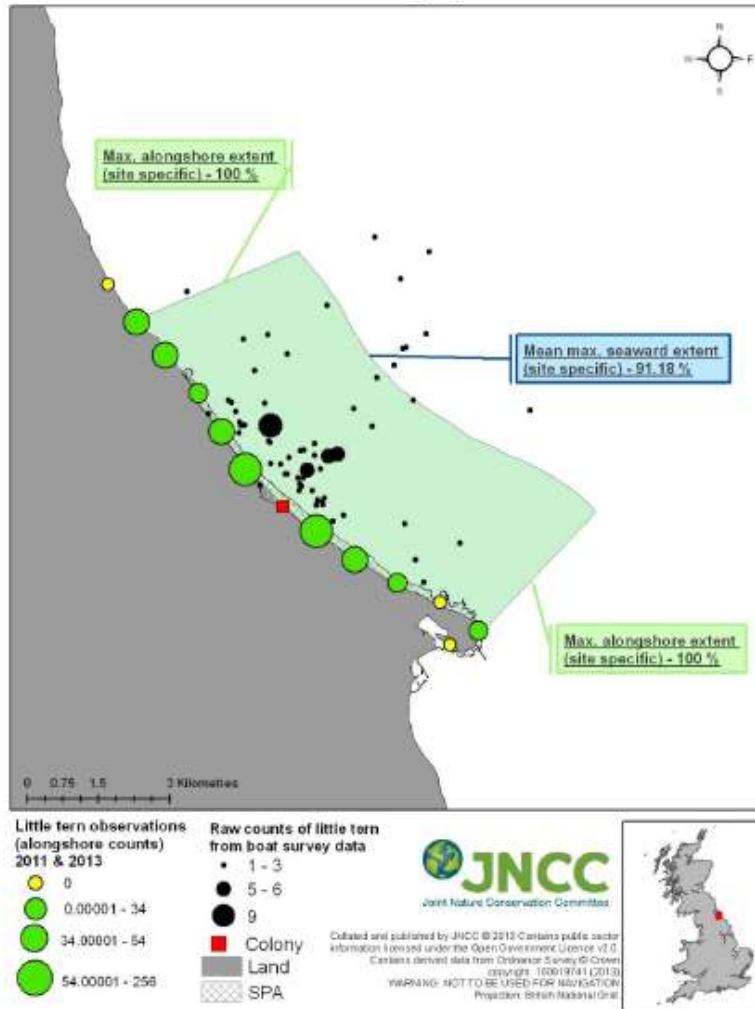 N
W
E
S
Max. alongshore extent
(site specific) - 100 %
Mean max. seaward extent
(site specific) - 91.18 %
Max. alongshore extent
(site specific) - 100 %
0 0.75 1.5 3 Kilometres
Little tern observations
(alongshore counts)
2011 & 2013
0
0.00001 - 34
34.00001 - 54
54.00001 - 256
Raw counts of little tern
from boat survey data
1 - 3
5 - 6
9
Colony
Land
SPA
JNCC
Joint Nature Conservation Committee
Collated and published by JNCC © 2013 Contains public sector
information licensed under the Open Government Licence v2.0.
Contains derived data from Ordnance Survey © Crown
copyright. 100019741 (2013)
WARNING: NOT TO BE USED FOR NAVIGATION
Projection: British National Grid.